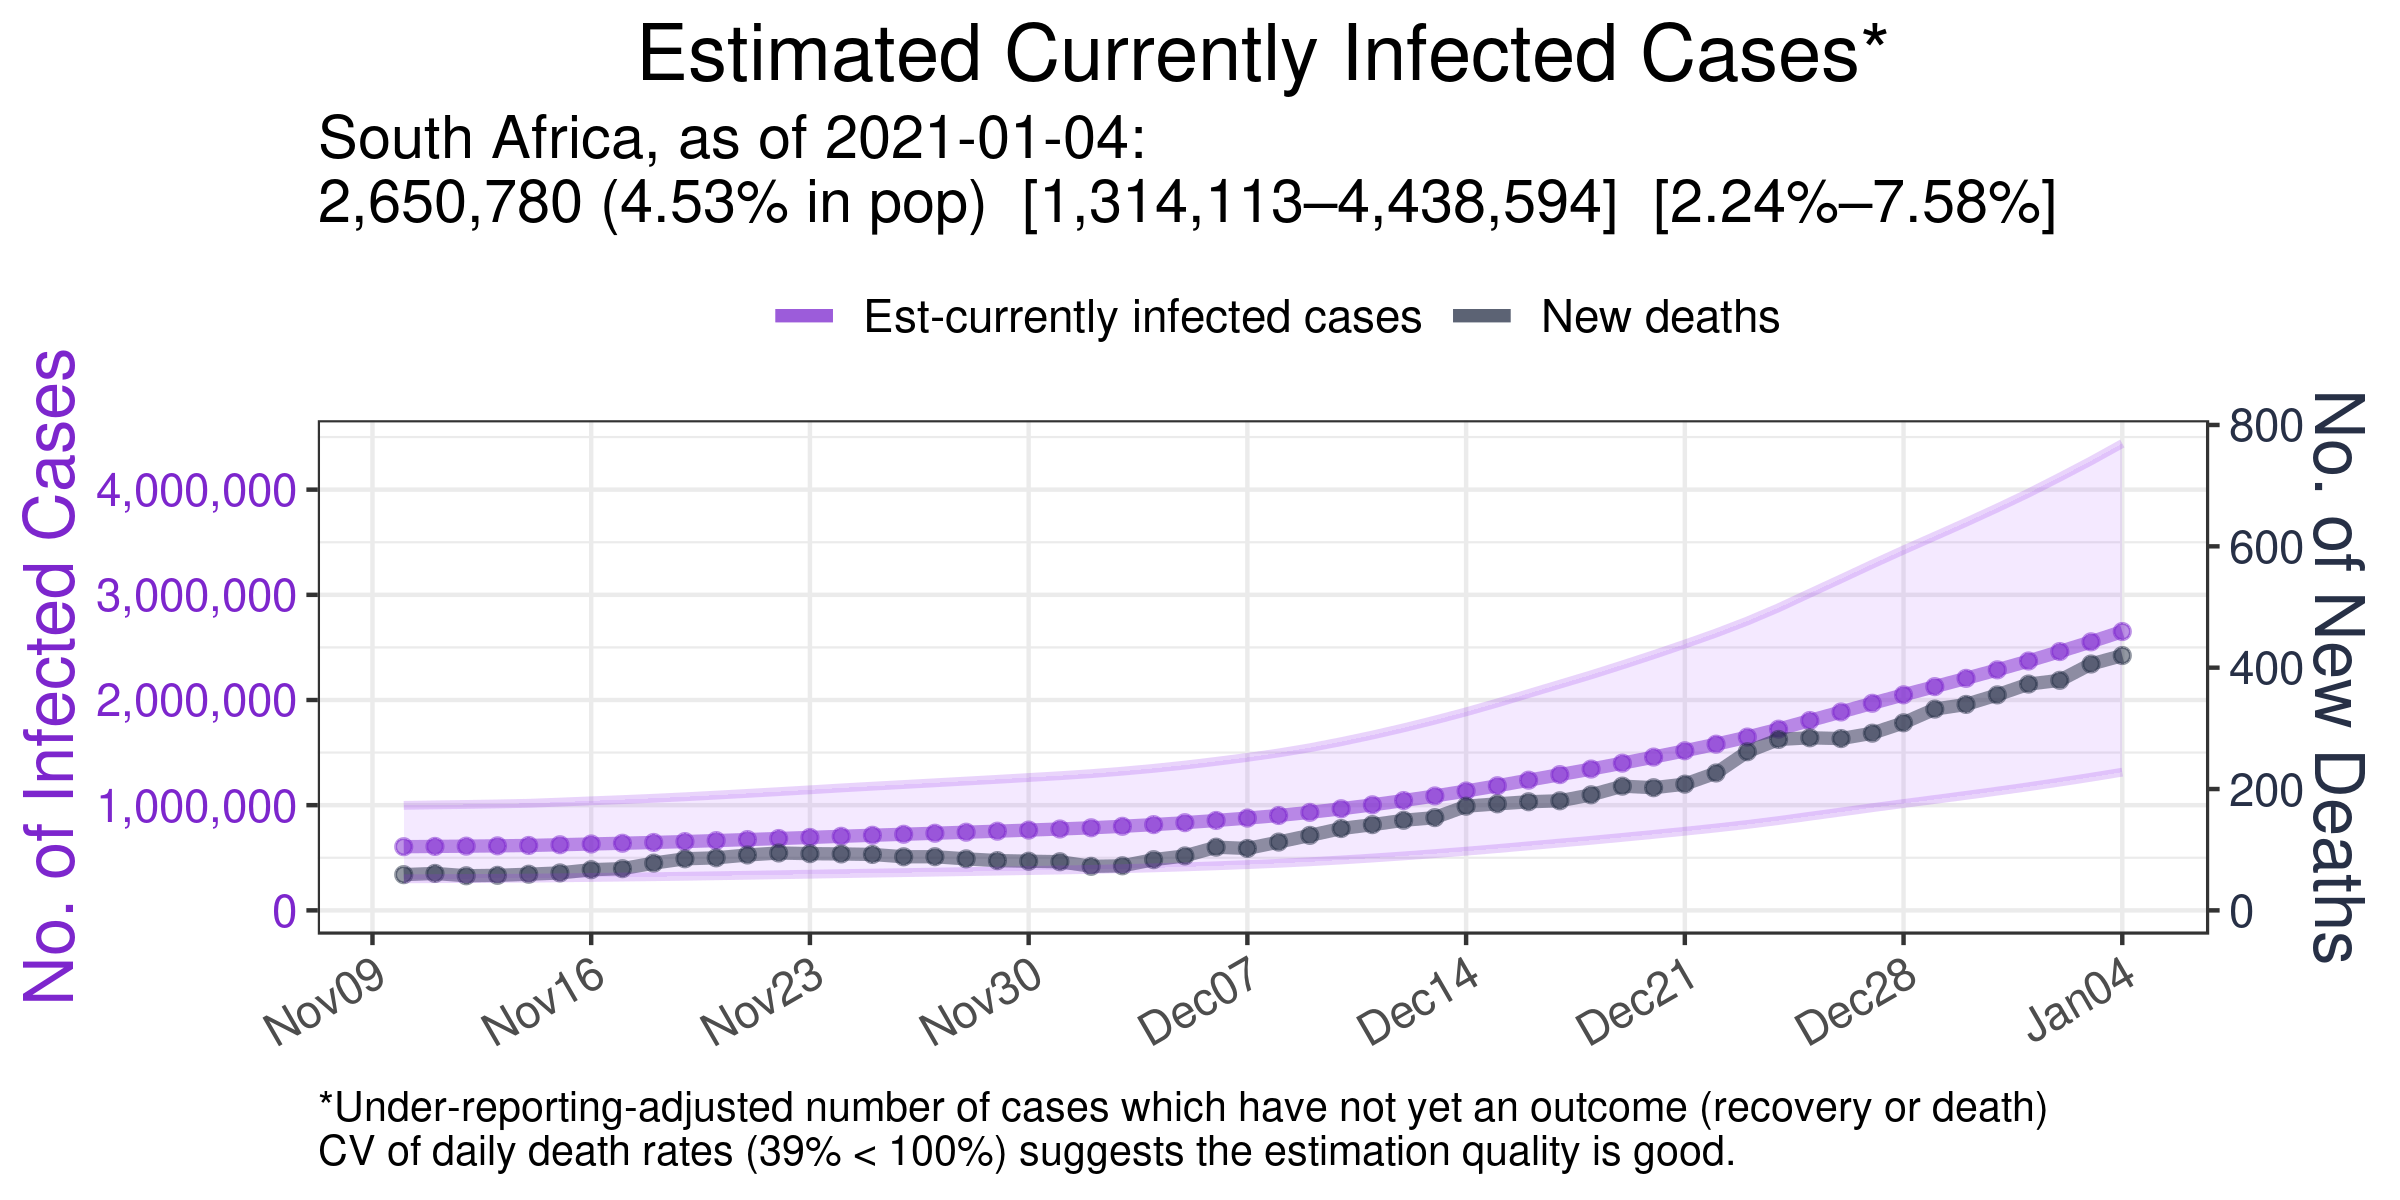 Estimated Currently Infected Cases*
South Africa, as of 2021-01-04:
2,650,780 (4.53% in pop) [1,314,113–4,438,594] [2.24%–7.58%]
Est-currently infected cases
New deaths
No. of Infected Cases
4,000,000
3,000,000
2,000,000
1,000,000
0
800
600
400
200
0
No. of New Deaths
Nov09
Nov16
Nov23
Nov30
Dec07
Dec14
Dec21
Dec28
Jan04
*Under-reporting-adjusted number of cases which have not yet an outcome (recovery or death)
CV of daily death rates (39% < 100%) suggests the estimation quality is good.